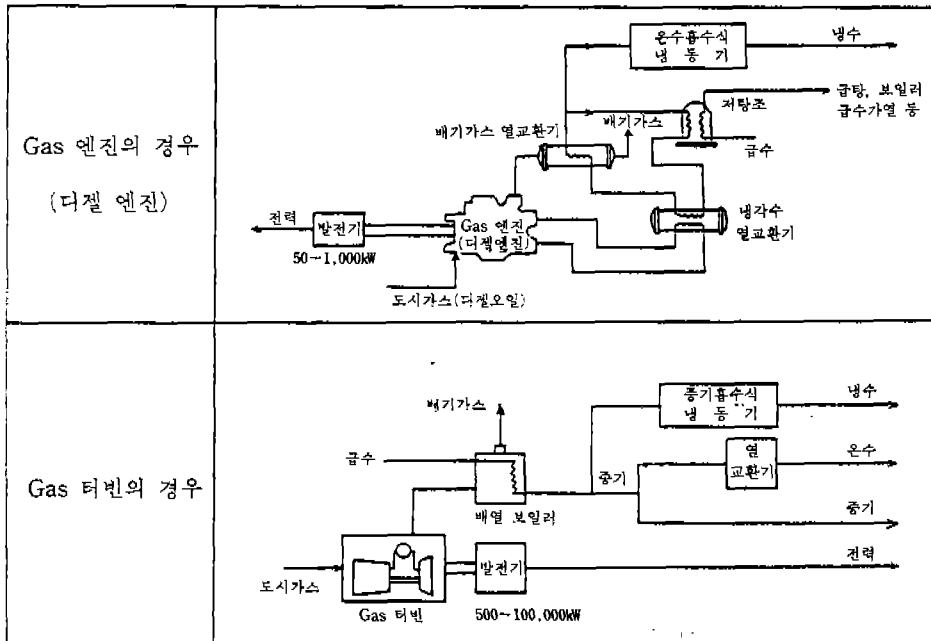 Gas 엔진의 경우
(디젤 엔진)
온수흡수식
냉 동 기
냉수
급탕, 보일러
급수가열 등
저탕조
급수
배기가스
배기가스 열교환기
냉각수
열교환기
Gas 엔진
(디젤엔진)
전력
발전기
50~1,000kW
도시가스(디젤오일)
Gas 터빈의 경우
배기가스
급수
배열 보일러
증기
증기흡수식
냉 동 기
냉수
열
교환기
온수
증기
전력
도시가스
Gas 터빈
발전기
500~100,000kW